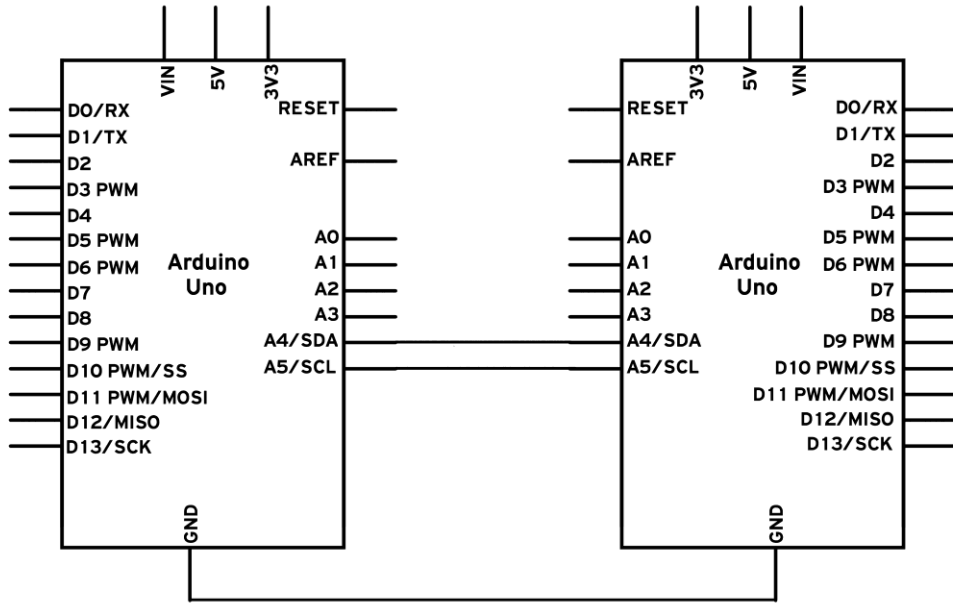 VIN
5V
3V3
D0/RX
D1/TX
D2
D3 PWM
D4
D5 PWM
D6 PWM
D7
D8
D9 PWM
D10 PWM/SS
D11 PWM/MOSI
D12/MISO
D13/SCK
RESET
AREF
A0
A1
A2
A3
A4/SDA
A5/SCL
Arduino
Uno
GND
3V3
5V
VIN
RESET
AREF
A0
A1
A2
A3
A4/SDA
A5/SCL
Arduino
Uno
D0/RX
D1/TX
D2
D3 PWM
D4
D5 PWM
D6 PWM
D7
D8
D9 PWM
D10 PWM/SS
D11 PWM/MOSI
D12/MISO
D13/SCK
GND